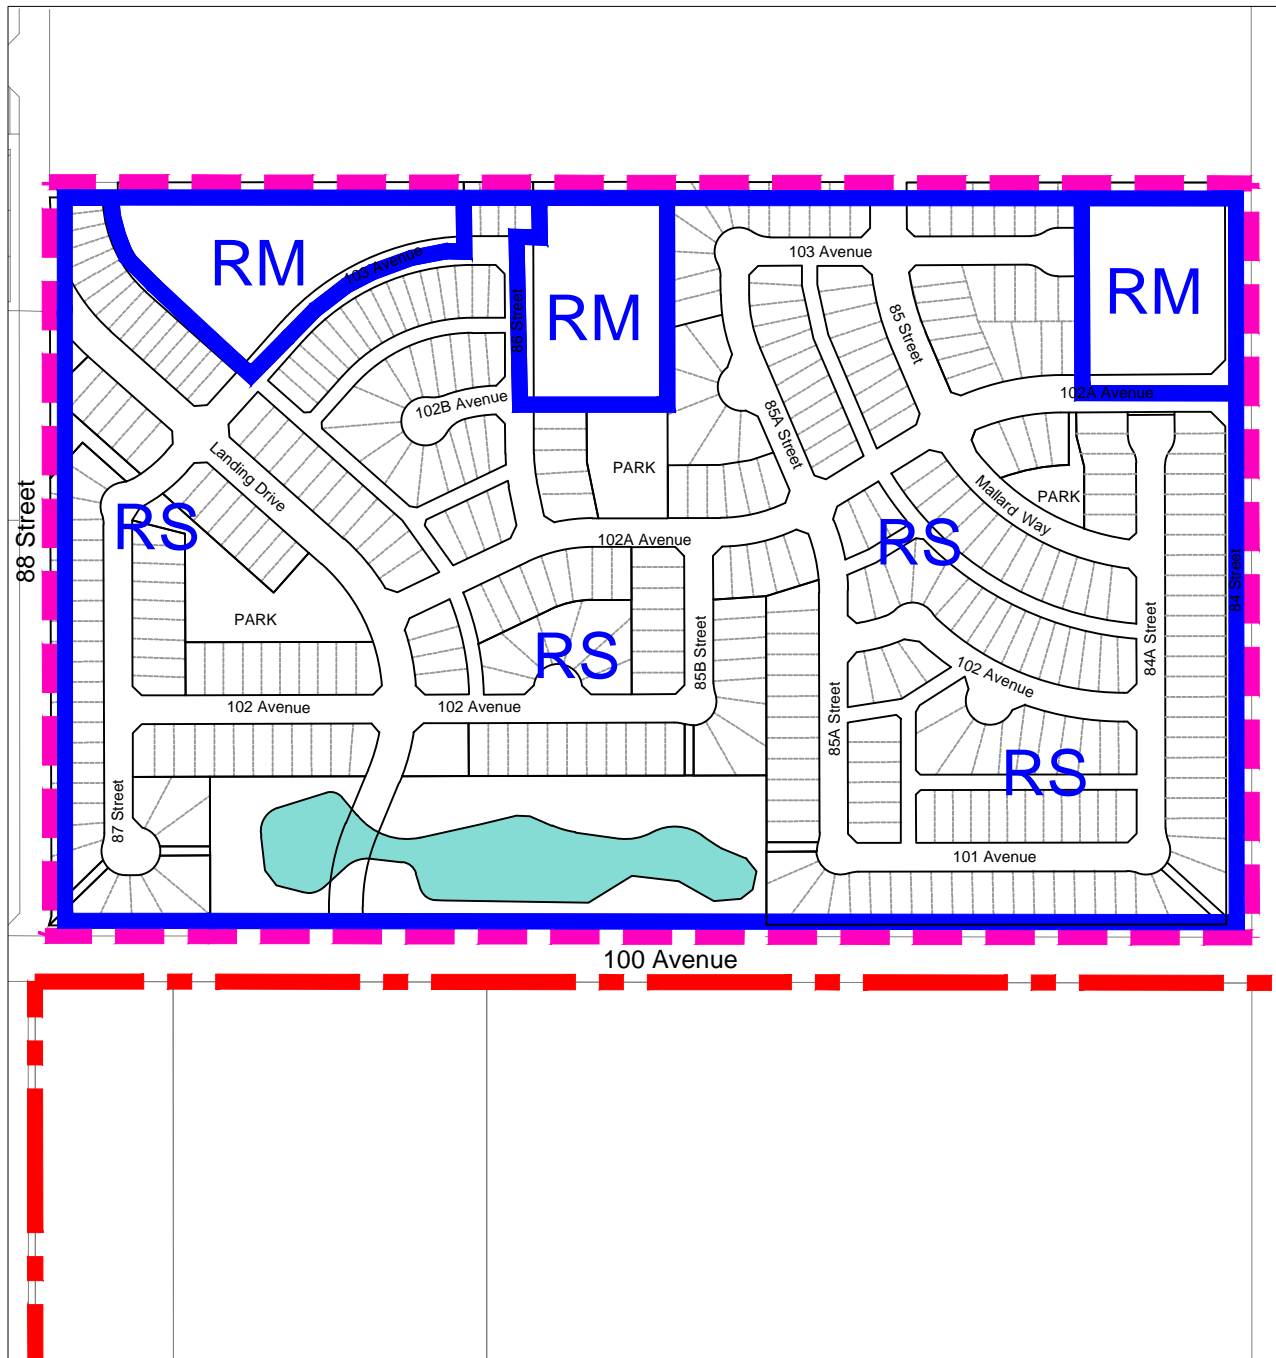 RM
103 Avenue
86 Street
RM
103 Avenue
85 Street
RM
102A Avenue
102B Avenue
85A Street
Landing Drive
PARK
Mallard Way
PARK
88 Street
RS
102A Avenue
RS
84 Street
PARK
RS
85B Street
84A Street
102 Avenue
102 Avenue
102 Avenue
85A Street
RS
87 Street
101 Avenue
100 Avenue